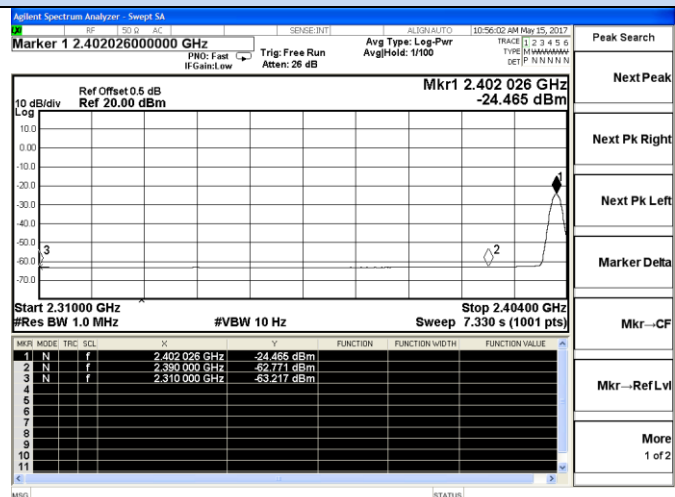 Agilent Spectrum Analyzer - Swept SA
RF 50 Ω AC SENSE:INT ALIGNAUTO 10:56:02 AM May 15, 2017
Marker 1 2.402026000000 GHz
PNO: Fast
IFGain:Low
Trig: Free Run
Atten: 26 dB
Avg Type: Log-Pwr
Avg|Hold: 1/100
TRACE 1 2 3 4 5 6
TYPE MWWWWW
DET P N N N N N
Ref Offset 0.5 dB
Mkr1 2.402 026 GHz
10 dB/div Ref 20.00 dBm -24.465 dBm
Log
10.0
0.00
-10.0
-20.0
-30.0
-40.0
-50.0
-60.0
-70.0
1
2
3
Start 2.31000 GHz Stop 2.40400 GHz
#Res BW 1.0 MHz #VBW 10 Hz Sweep 7.330 s (1001 pts)
MKR MODE TRC SCL X Y FUNCTION FUNCTION WIDTH FUNCTION VALUE
1 N f 2.402 026 GHz -24.465 dBm
2 N f 2.390 000 GHz -62.771 dBm
3 N f 2.310 000 GHz -63.217 dBm
4
5
6
7
8
9
10
11
MSG STATUS
Peak Search
Next Peak
Next Pk Right
Next Pk Left
Marker Delta
Mkr→CF
Mkr→Ref Lvl
More
1 of 2